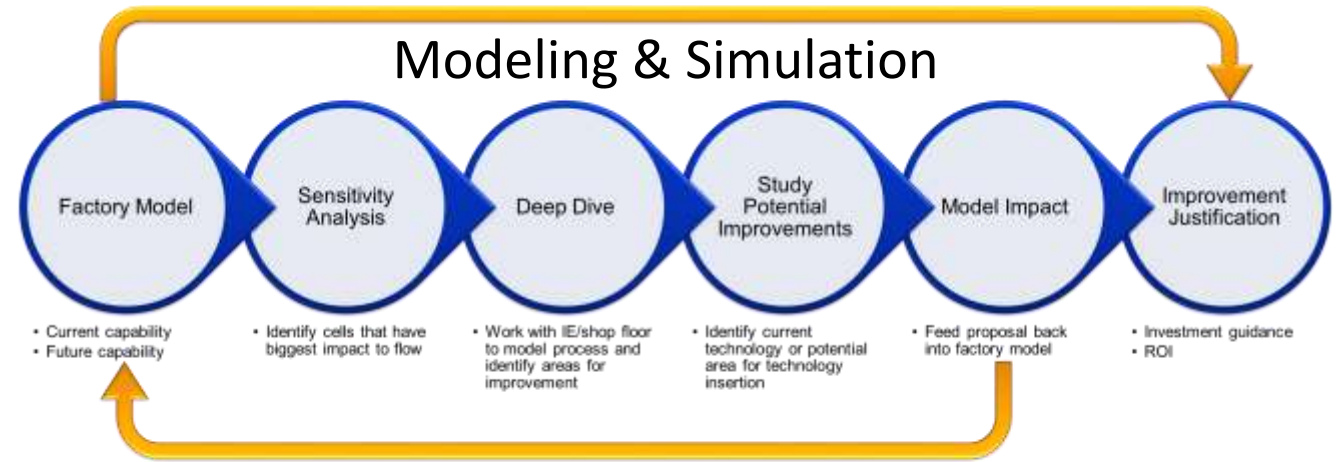 Modeling & Simulation
Factory Model
Sensitivity
Analysis
Deep Dive
Study
Potential
Improvements
Model Impact
Improvement
Justification
• Current capability
• Future capability
• Identify cells that have
biggest impact to flow
• Work with IE/shop floor
to model process and
identify areas for
improvement
• Identify current
technology or potential
area for technology
insertion
• Feed proposal back
into factory model
• Investment guidance
• ROI